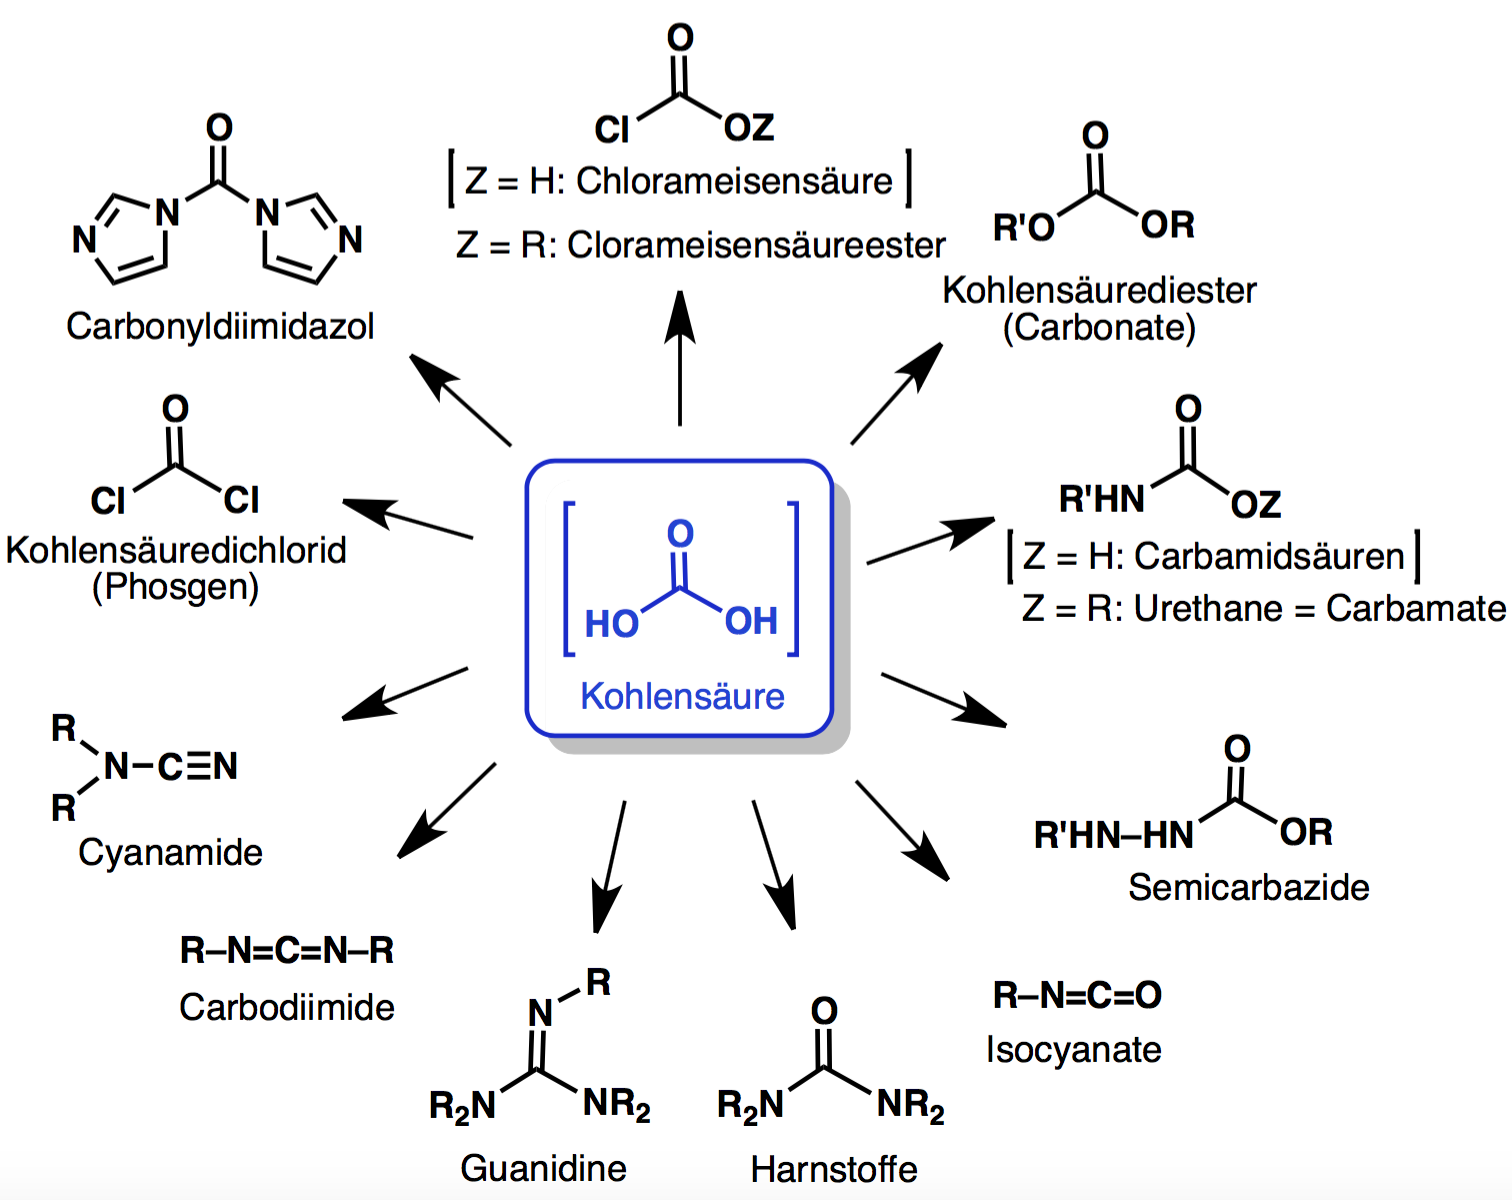 O
Cl
OZ
[ Z = H: Chlorameisensäure ]
Z = R: Clorameisensäureester
O
N
N
N
N
Carbonyldiimidazol
O
R'O
OR
Kohlensäurediester
(Carbonate)
O
Cl
Cl
Kohlensäuredichlorid
(Phosgen)
O
HO
OH
Kohlensäure
O
R'HN
OZ
[ Z = H: Carbamidsäuren ]
Z = R: Urethane = Carbamate
R
N–C≡N
R
Cyanamide
O
R'HN–HN
OR
Semicarbazide
R–N=C=N–R
Carbodiimide
R
N
R₂N
NR₂
Guanidine
O
R₂N
NR₂
Harnstoffe
R–N=C=O
Isocyanate